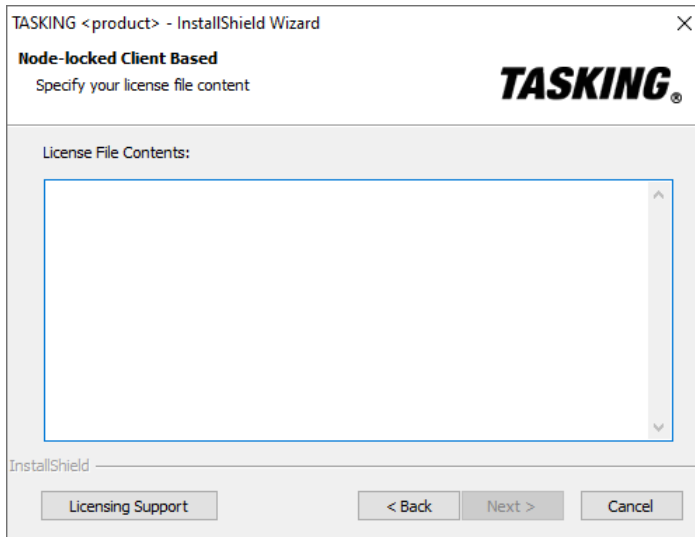 TASKING <product> - InstallShield Wizard
Node-locked Client Based
Specify your license file content
TASKING®
License File Contents:
InstallShield
Licensing Support
< Back
Next >
Cancel